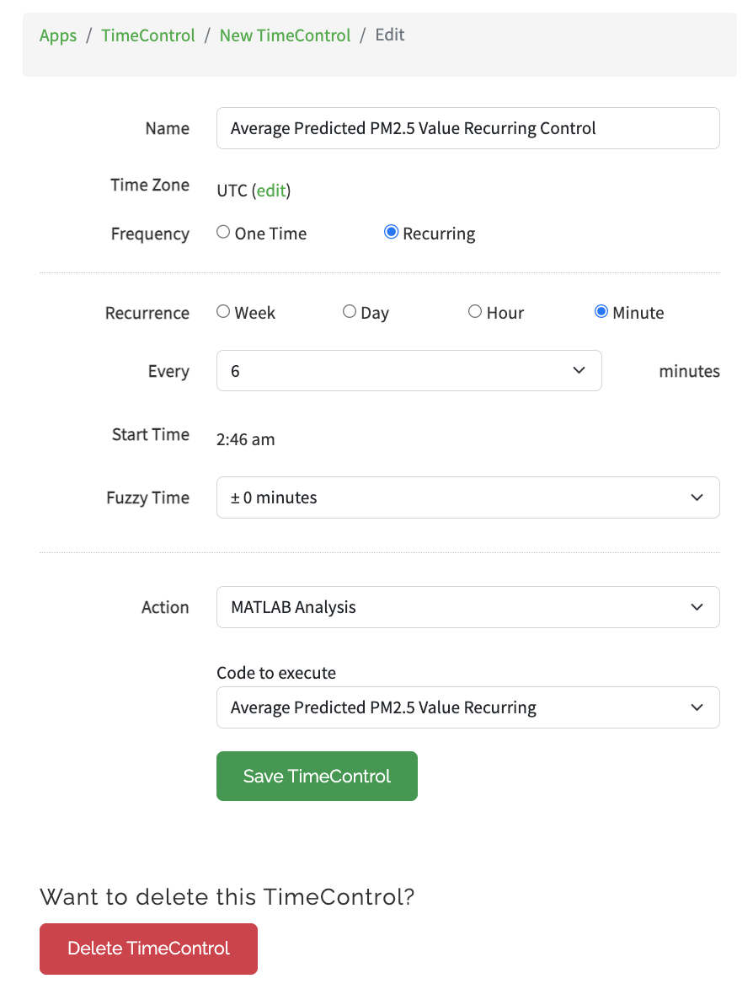 Apps / TimeControl / New TimeControl / Edit
Name Average Predicted PM2.5 Value Recurring Control
Time Zone UTC (edit)
Frequency One Time Recurring
Recurrence Week Day Hour Minute
Every 6 minutes
Start Time 2:46 am
Fuzzy Time ± 0 minutes
Action MATLAB Analysis
Code to execute
Average Predicted PM2.5 Value Recurring
Save TimeControl
Want to delete this TimeControl?
Delete TimeControl